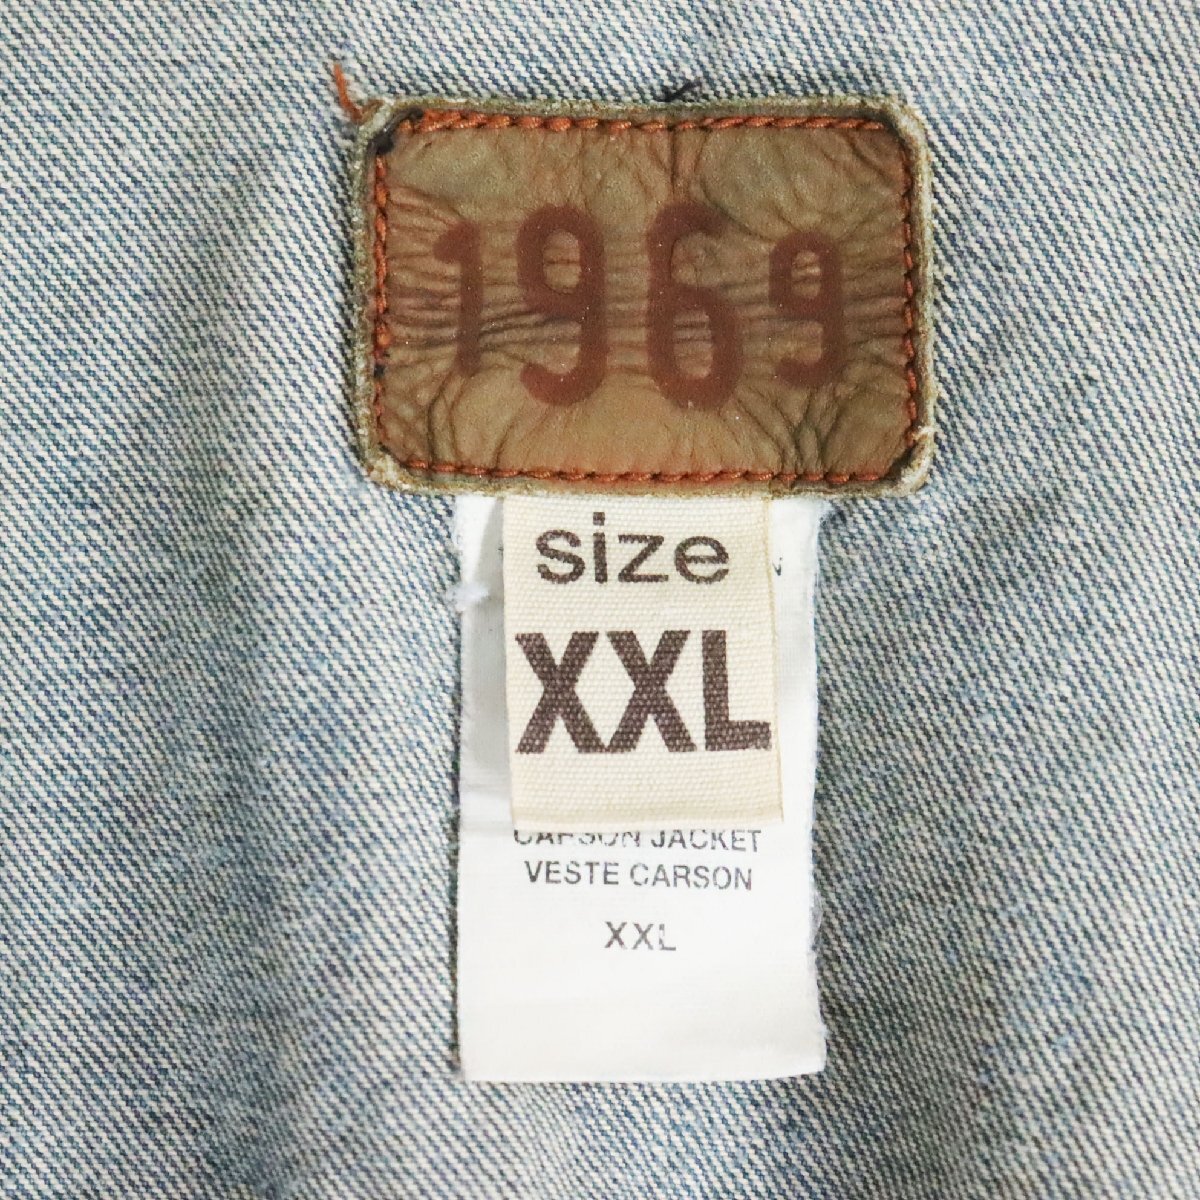 1969
size
XXL
CARSON JACKET
VESTE CARSON
XXL